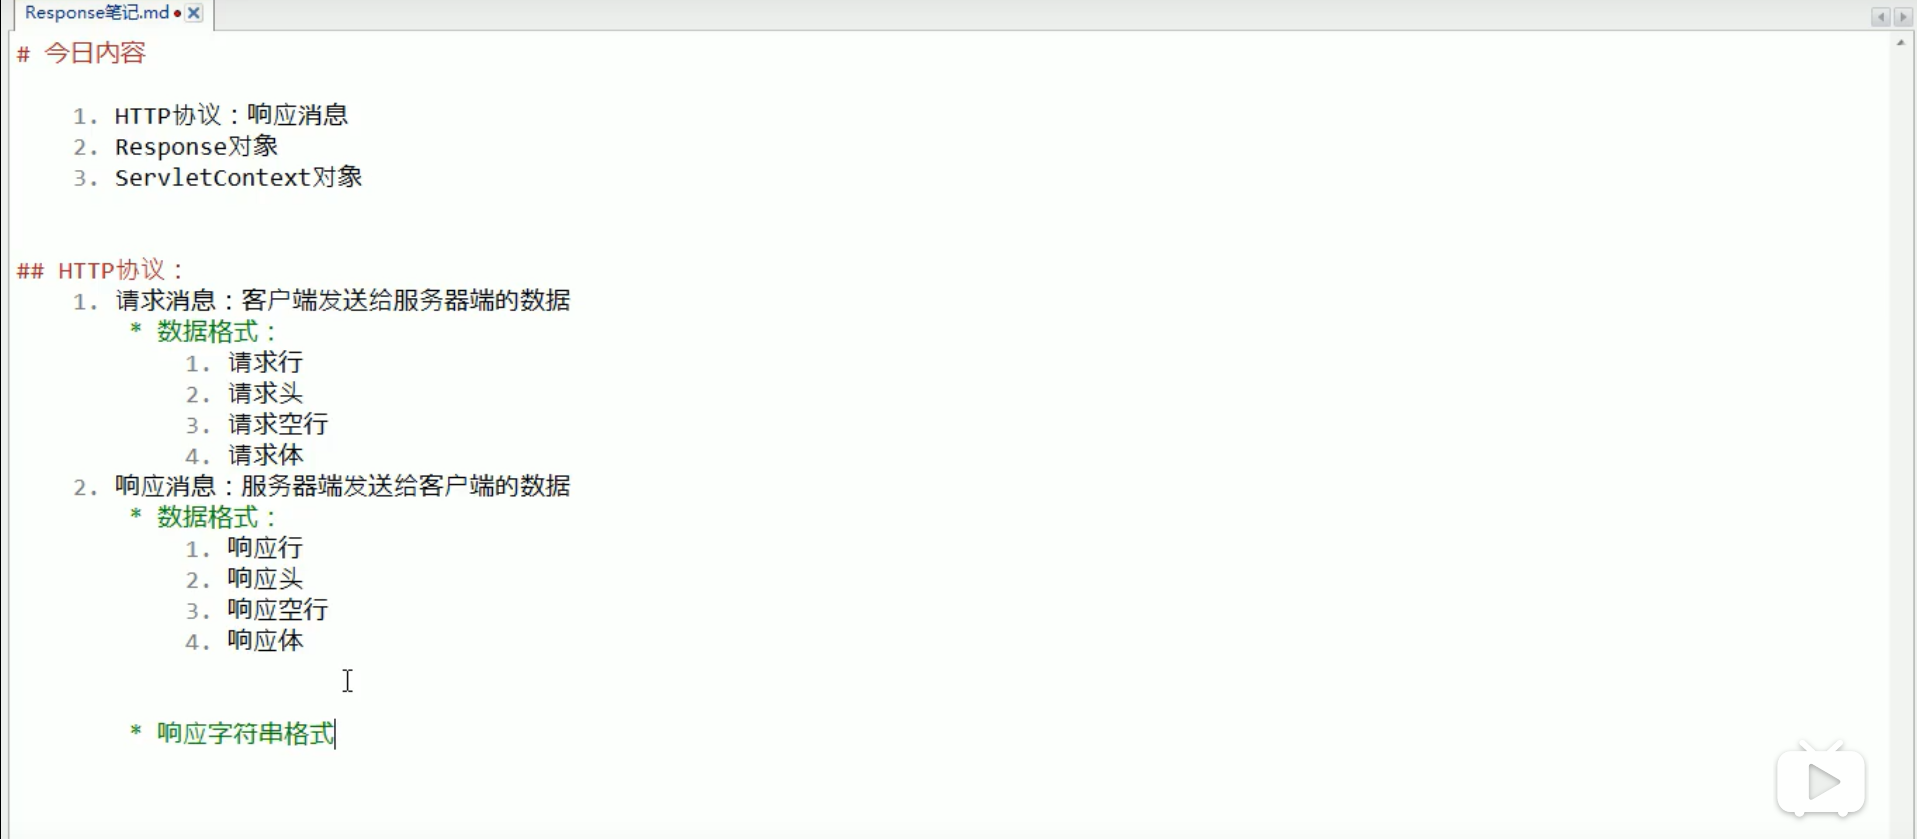 Response笔记.md
# 今日内容
1. HTTP协议：响应消息
2. Response对象
3. ServletContext对象
## HTTP协议：
1. 请求消息：客户端发送给服务器端的数据
* 数据格式：
1. 请求行
2. 请求头
3. 请求空行
4. 请求体
2. 响应消息：服务器端发送给客户端的数据
* 数据格式：
1. 响应行
2. 响应头
3. 响应空行
4. 响应体
* 响应字符串格式